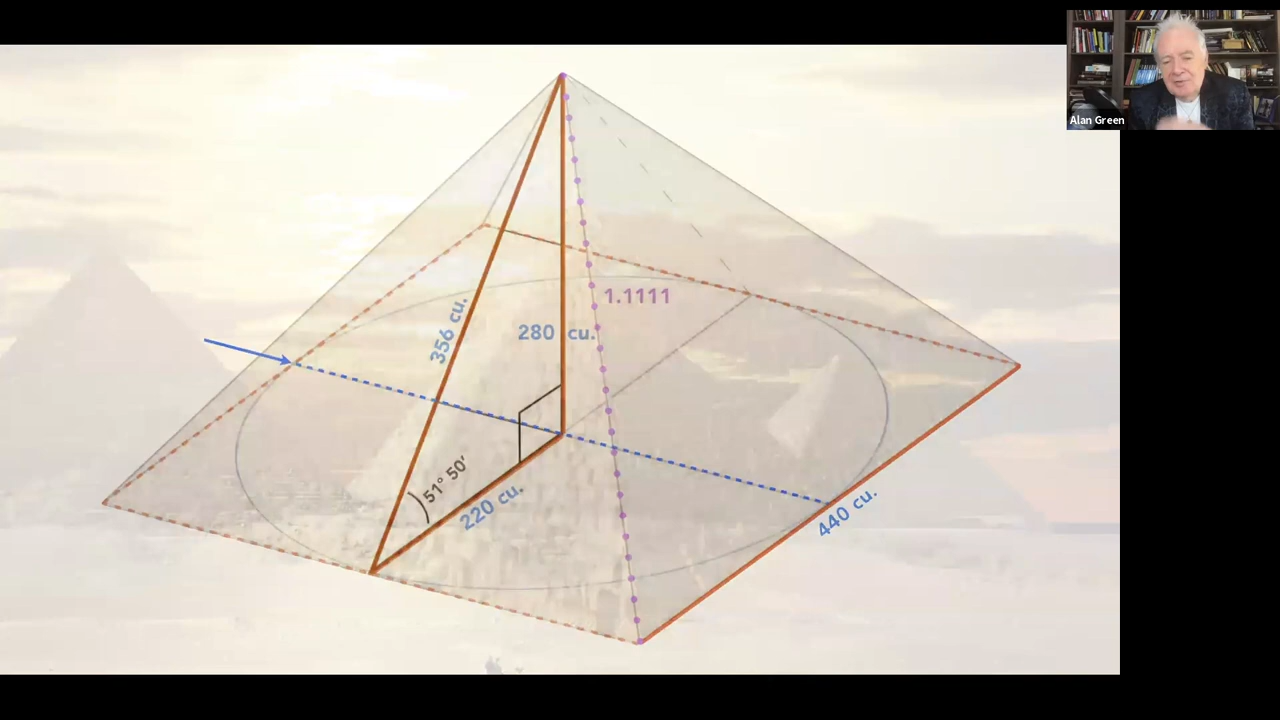 Alan Green
1.1111
356 cu.
280 cu.
51° 50'
220 cu.
440 cu.